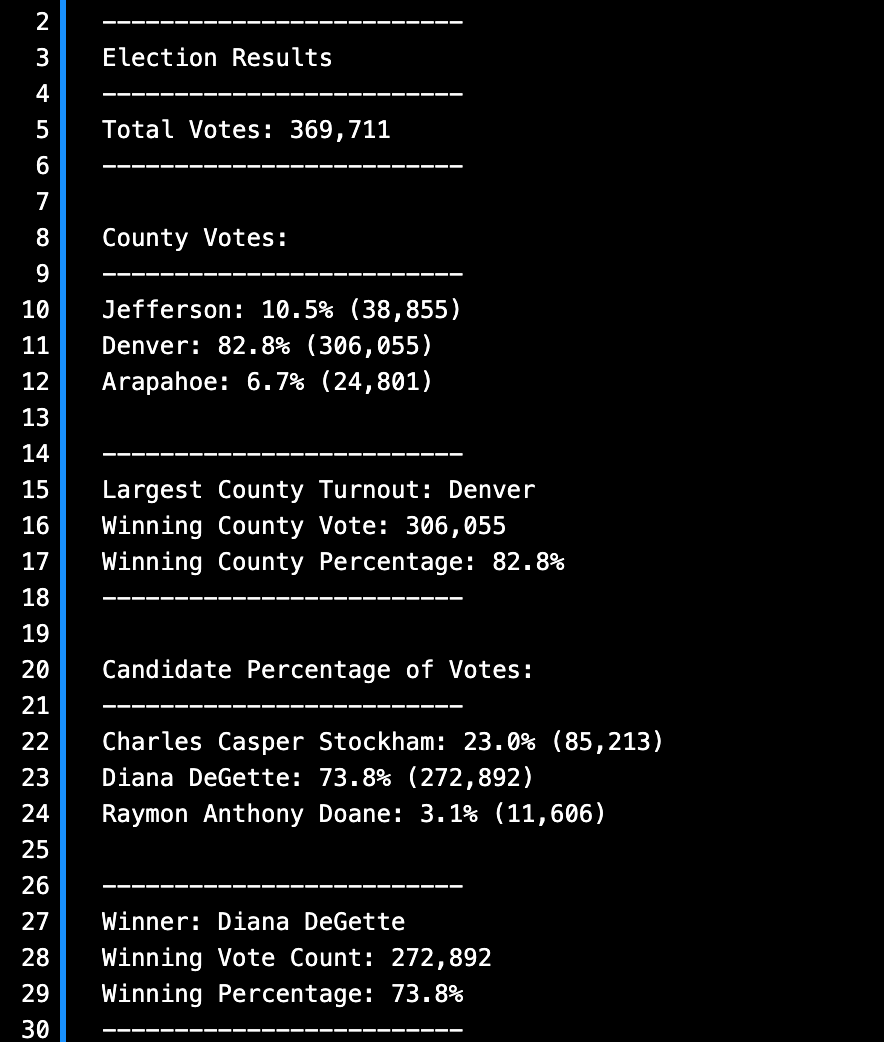 2 -------------------------
3 Election Results
4 -------------------------
5 Total Votes: 369,711
6 -------------------------
7
8 County Votes:
9 -------------------------
10 Jefferson: 10.5% (38,855)
11 Denver: 82.8% (306,055)
12 Arapahoe: 6.7% (24,801)
13
14 -------------------------
15 Largest County Turnout: Denver
16 Winning County Vote: 306,055
17 Winning County Percentage: 82.8%
18 -------------------------
19
20 Candidate Percentage of Votes:
21 -------------------------
22 Charles Casper Stockham: 23.0% (85,213)
23 Diana DeGette: 73.8% (272,892)
24 Raymon Anthony Doane: 3.1% (11,606)
25
26 -------------------------
27 Winner: Diana DeGette
28 Winning Vote Count: 272,892
29 Winning Percentage: 73.8%
30 -------------------------